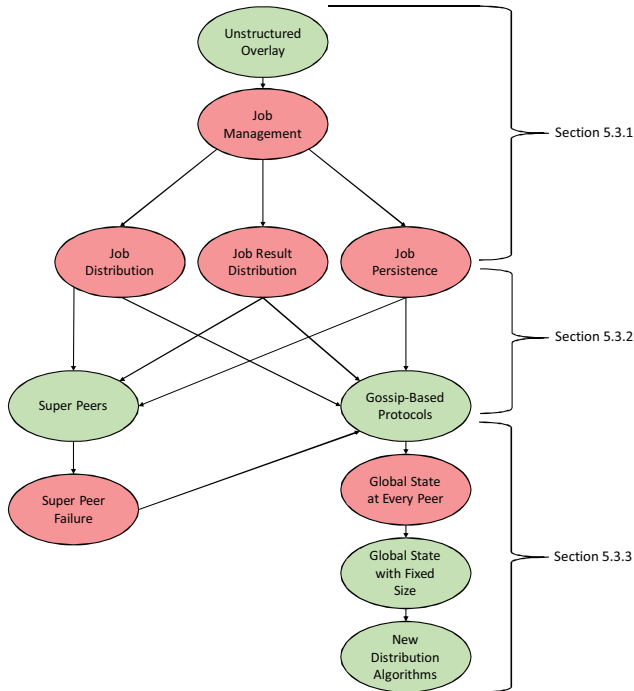 Unstructured
Overlay
Job
Management
Section 5.3.1
Job
Distribution
Job Result
Distribution
Job
Persistence
Section 5.3.2
Super Peers
Gossip-Based
Protocols
Super Peer
Failure
Global State
at Every Peer
Global State
with Fixed
Size
Section 5.3.3
New
Distribution
Algorithms